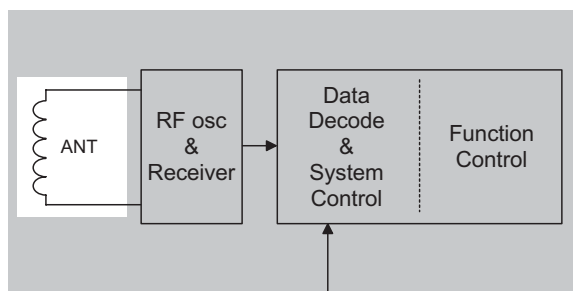 ANT
RF osc
&
Receiver
Data
Decode
&
System
Control
Function
Control